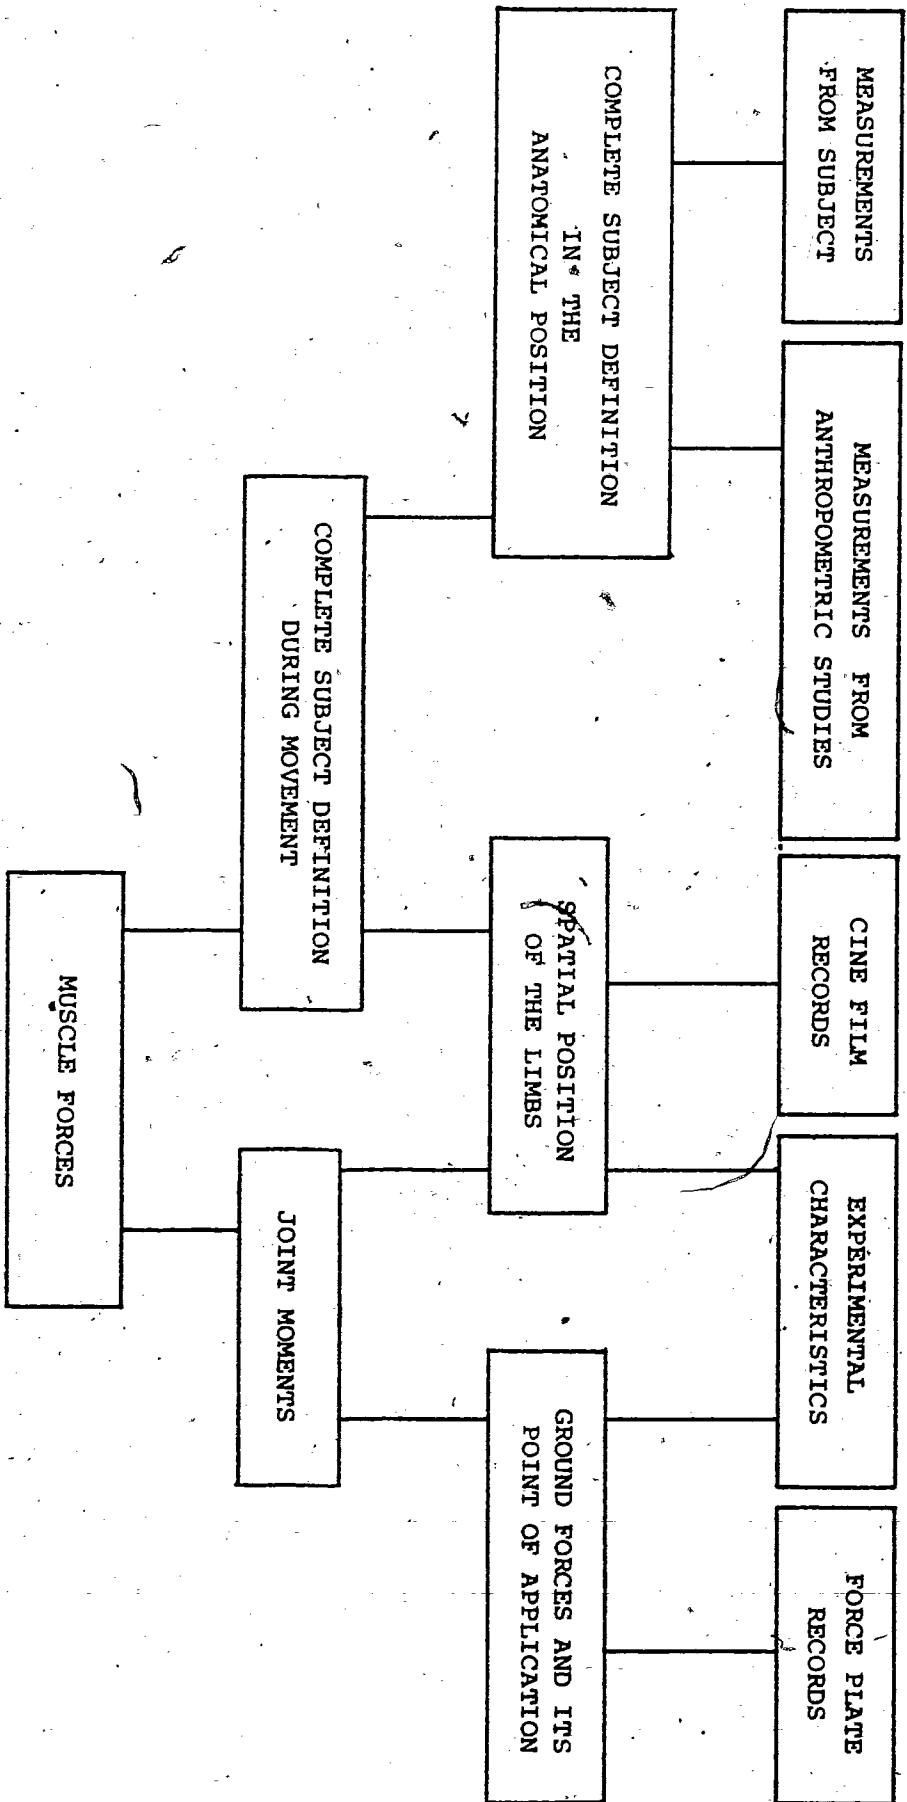 MEASUREMENTS
FROM SUBJECT
MEASUREMENTS FROM
ANTHROPOMETRIC STUDIES
CINE FILM
RECORDS
EXPERIMENTAL
CHARACTERISTICS
FORCE PLATE
RECORDS
COMPLETE SUBJECT DEFINITION
IN THE
ANATOMICAL POSITION
SPATIAL POSITION
OF THE LIMBS
GROUND FORCES AND ITS
POINT OF APPLICATION
COMPLETE SUBJECT DEFINITION
DURING MOVEMENT
JOINT MOMENTS
MUSCLE FORCES